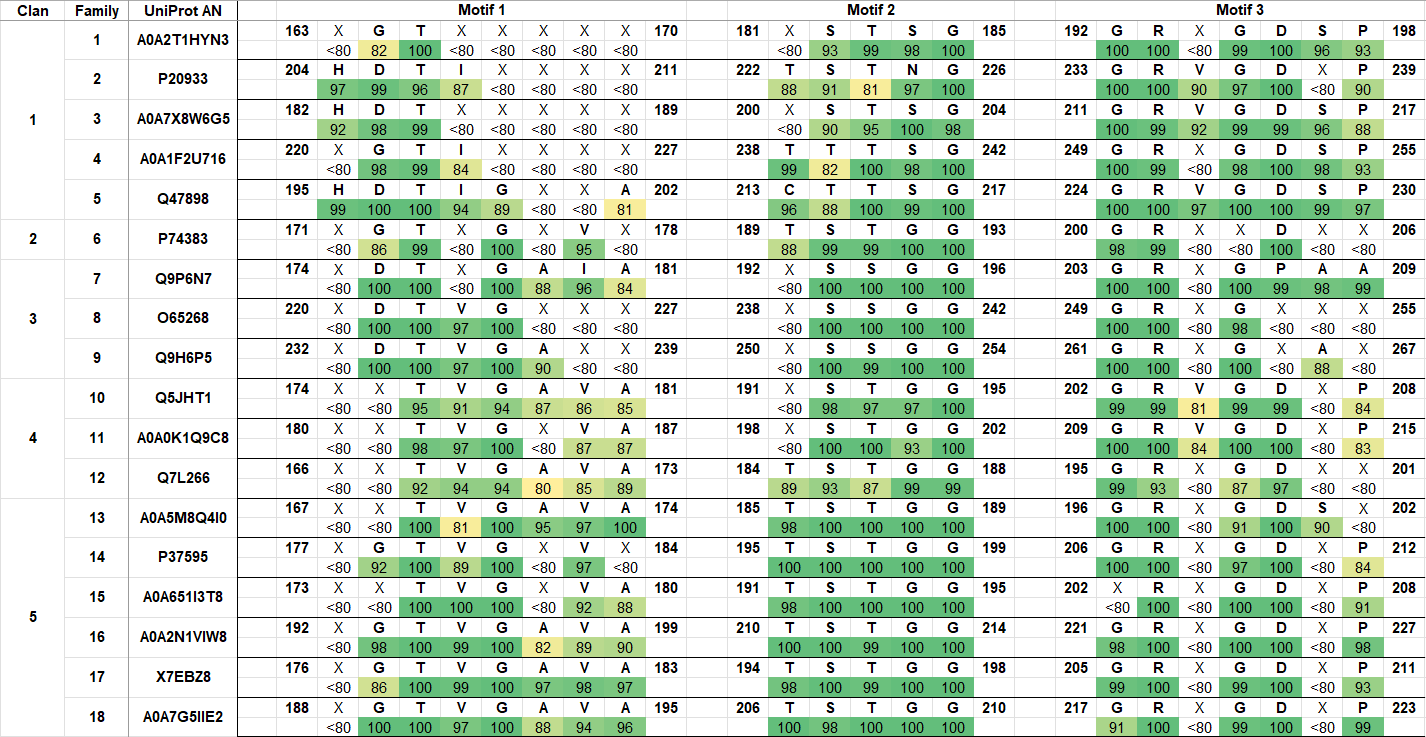 Clan Family UniProt AN Motif 1 Motif 2 Motif 3
163 X G T X X X X X 170 181 X S T S G 185 192 G R X G D S P 198
1 A0A2T1HYN3
<80 82 100 <80 <80 <80 <80 <80 <80 93 99 98 100 100 100 <80 99 100 96 93
204 H D T I X X X X 211 222 T S T N G 226 233 G R V G D X P 239
2 P20933
97 99 96 87 <80 <80 <80 <80 88 91 81 97 100 100 100 90 97 100 <80 90
182 H D T X X X X X 189 200 X S T S G 204 211 G R V G D S P 217
1 3 A0A7X8W6G5
92 98 99 <80 <80 <80 <80 <80 <80 90 95 100 98 100 99 92 99 99 96 88
220 X G T I X X X X 227 238 T T T S G 242 249 G R X G D S P 255
4 A0A1F2U716
<80 98 99 84 <80 <80 <80 <80 99 82 100 98 100 100 99 <80 98 100 98 93
195 H D T I G X X A 202 213 C T T S G 217 224 G R V G D S P 230
5 Q47898
99 100 100 94 89 <80 <80 81 96 88 100 99 100 100 100 97 100 100 99 97
171 X G T X G X V X 178 189 T S T G G 193 200 G R X X D X X 206
2 6 P74383
<80 86 99 <80 100 <80 95 <80 88 99 99 100 100 98 99 <80 <80 100 <80 <80
174 X D T X G A I A 181 192 X S S G G 196 203 G R X G P A A 209
7 Q9P6N7
<80 100 100 <80 100 88 96 84 <80 100 100 100 100 100 100 <80 100 99 98 99
220 X D T V G X X X 227 238 X S S G G 242 249 G R X G X X X 255
3 8 O65268
<80 100 100 97 100 <80 <80 <80 <80 100 100 100 100 100 100 <80 98 <80 <80 <80
232 X D T V G A X X 239 250 X S S G G 254 261 G R X G X A X 267
9 Q9H6P5
<80 100 100 97 100 90 <80 <80 <80 100 99 100 100 100 100 <80 100 <80 88 <80
174 X X T V G A V A 181 191 X S T G G 195 202 G R V G D X P 208
10 Q5JHT1
<80 <80 95 91 94 87 86 85 <80 98 97 97 100 99 99 81 99 99 <80 84
180 X X T V G X V A 187 198 X S T G G 202 209 G R V G D X P 215
4 11 A0A0K1Q9C8
<80 <80 98 97 100 <80 87 87 <80 100 100 93 100 100 100 84 100 100 <80 83
166 X X T V G A V A 173 184 T S T G G 188 195 G R X G D X X 201
12 Q7L266
<80 <80 92 94 94 80 85 89 89 93 87 99 99 99 93 <80 87 97 <80 <80
167 X X T V G A V A 174 185 T S T G G 189 196 G R X G D S X 202
13 A0A5M8Q4I0
<80 <80 100 81 100 95 97 100 98 100 100 100 100 100 100 <80 91 100 90 <80
177 X G T V G X V X 184 195 T S T G G 199 206 G R X G D X P 212
14 P37595
<80 92 100 89 100 <80 97 <80 100 100 100 100 100 100 100 <80 97 100 <80 84
173 X X T V G X V A 180 191 T S T G G 195 202 X R X G D X P 208
5 15 A0A651I3T8
<80 <80 100 100 100 <80 92 88 98 100 100 100 100 <80 100 <80 100 100 <80 91
192 X G T V G A V A 199 210 T S T G G 214 221 G R X G D X P 227
16 A0A2N1VIW8
<80 98 100 99 100 82 89 90 100 100 99 100 100 98 100 <80 100 100 <80 98
176 X G T V G A V A 183 194 T S T G G 198 205 G R X G D X P 211
17 X7EBZ8
<80 86 100 99 100 97 98 97 98 100 99 100 100 99 100 <80 100 100 <80 93
188 X G T V G A V A 195 206 T S T G G 210 217 G R X G D X P 223
18 A0A7G5IIE2
<80 100 100 97 100 88 94 96 100 98 100 100 100 91 100 <80 99 100 <80 99